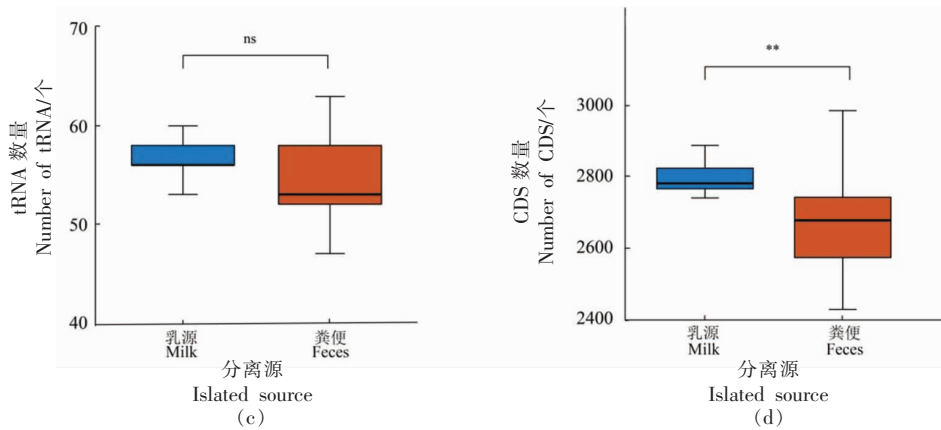 70
60
50
40
ns
tRNA 数量
Number of tRNA/个
乳源
Milk
粪便
Feces
分离源
Islated source
(c)
3000
2800
2600
2400
**
CDS 数量
Number of CDS/个
乳源
Milk
粪便
Feces
分离源
Islated source
(d)